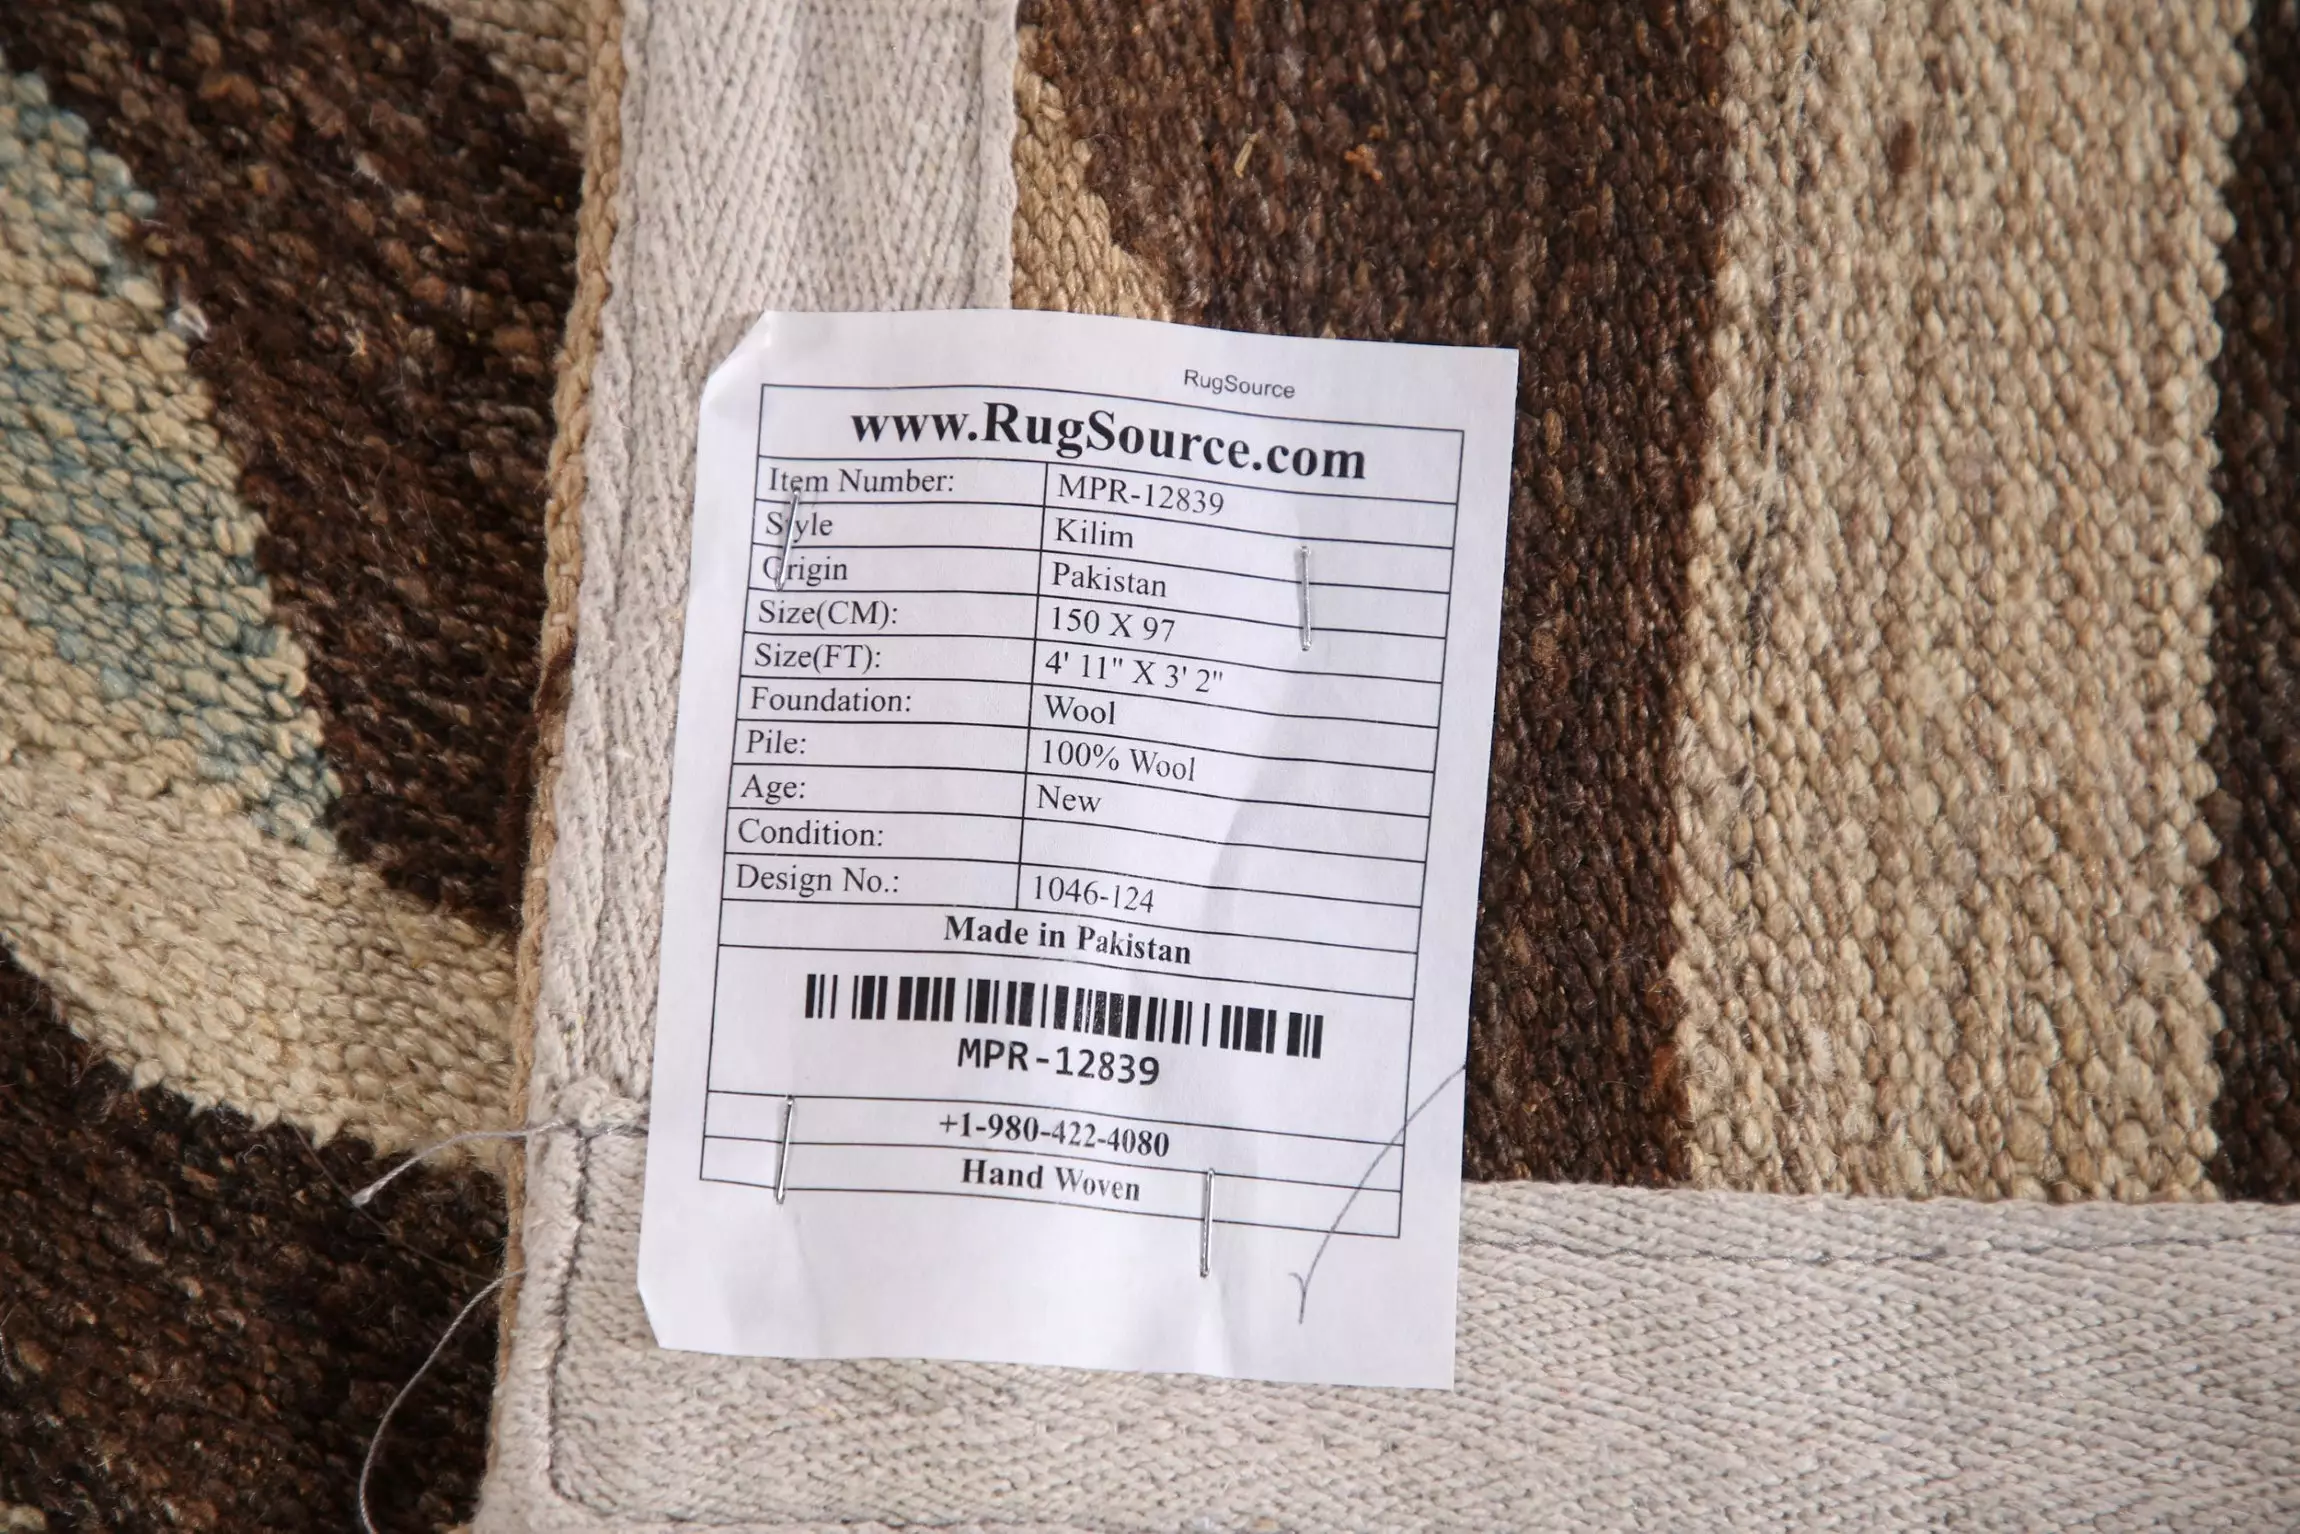 RugSource
www.RugSource.com
Item Number: MPR-12839
Style Kilim
Origin Pakistan
Size(CM): 150 X 97
Size(FT): 4' 11" X 3' 2"
Foundation: Wool
Pile: 100% Wool
Age: New
Condition:
Design No.: 1046-124
Made in Pakistan
MPR-12839
+1-980-422-4080
Hand Woven